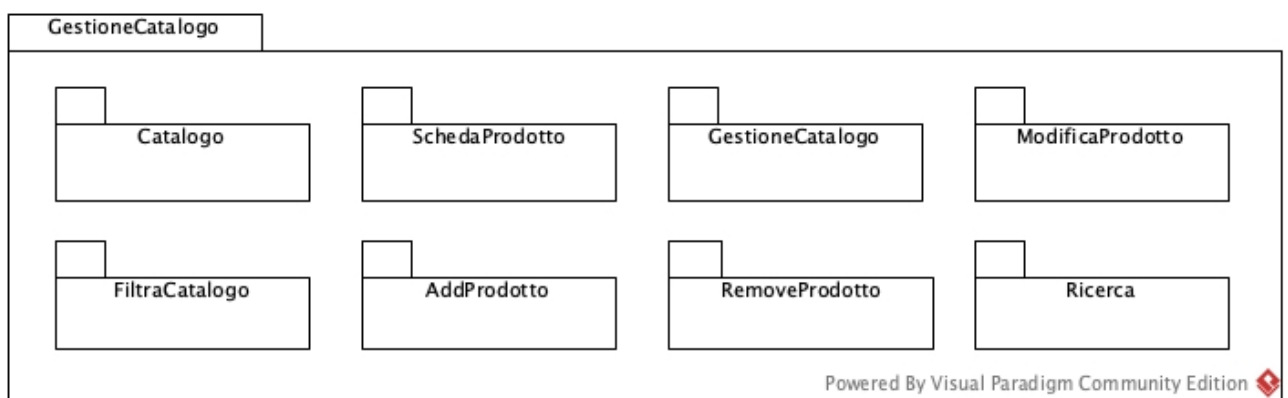 GestioneCatalogo
Catalogo
SchedaProdotto
GestioneCatalogo
ModificaProdotto
FiltraCatalogo
AddProdotto
RemoveProdotto
Ricerca
Powered By Visual Paradigm Community Edition